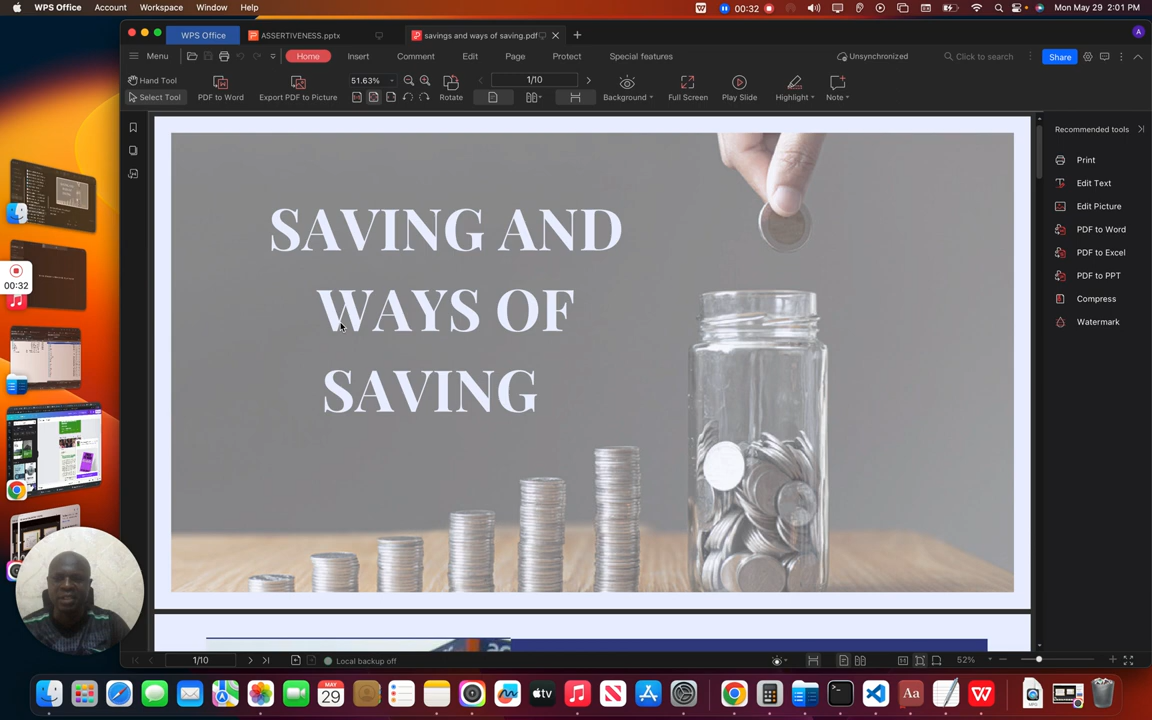 WPS Office
Account
Workspace
Window
Help
00:32
Mon May 29 2:01 PM
WPS Office
ASSERTIVENESS.pptx
savings and ways of saving.pdf
A
Menu
Home
Insert
Comment
Page
Protect
Special features
Unsynchronized
Click to search
Share
Hand Tool
Select Tool
PDF to Word
Export PDF to Picture
51.63%
Rotate
1/10
Background
Full Screen
Play Slide
Highlight
Note
Recommended tools
Print
Edit Text
Edit Picture
PDF to Word
PDF to Excel
PDF to PPT
Compress
Watermark
SAVING AND
WAYS OF
SAVING
00:32
1/10
Local backup off
52%
MAY
29
tv
Aa